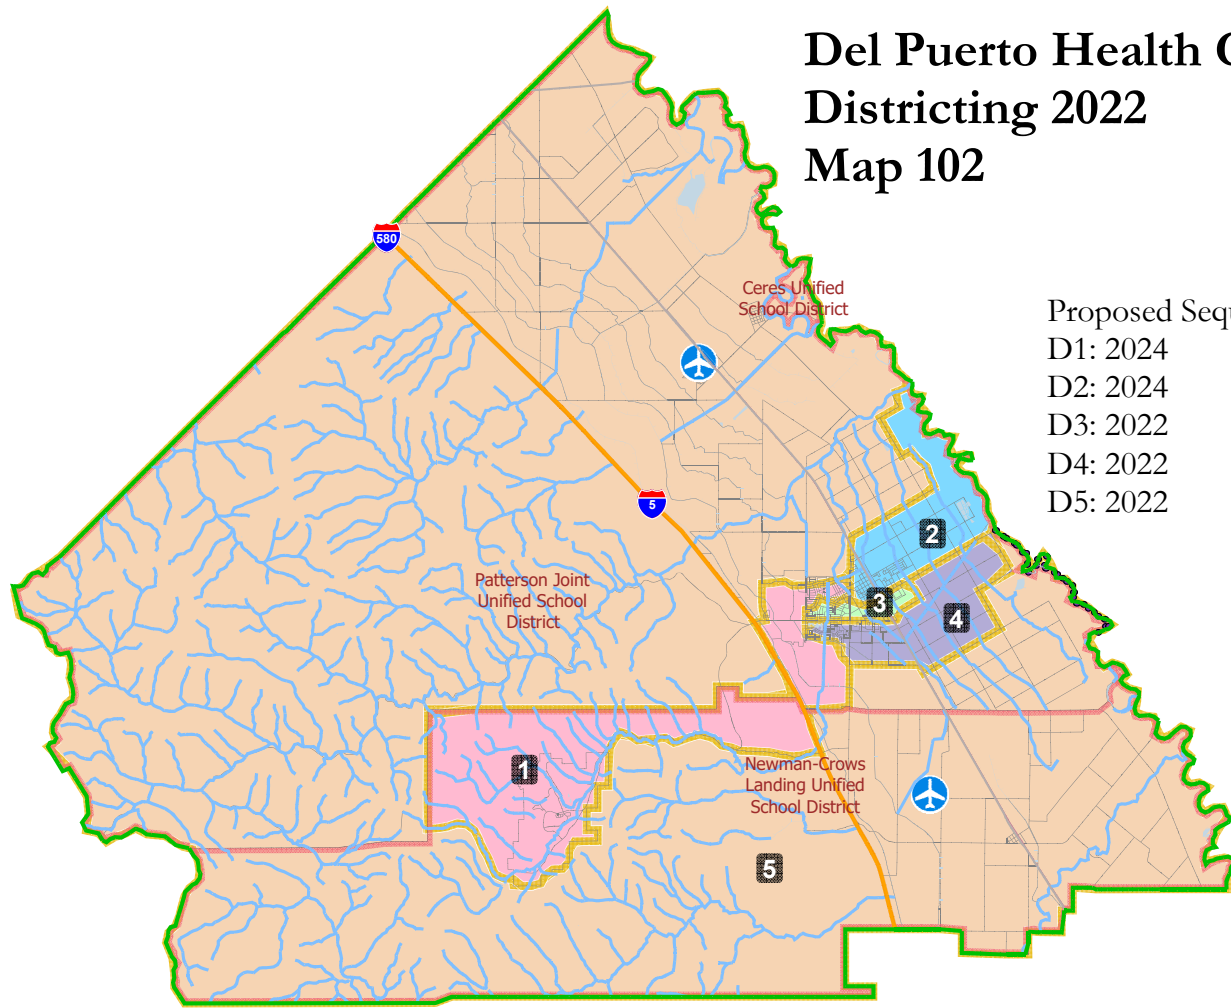 Del Puerto Health
Districting 2022
Map 102
580
Ceres Unified
School District
Proposed
D1: 2024
D2: 2024
D3: 2022
D4: 2022
D5: 2022
5
2
Patterson Joint
Unified School
District
3
4
1
Newman-Crows
Landing Unified
School District
5